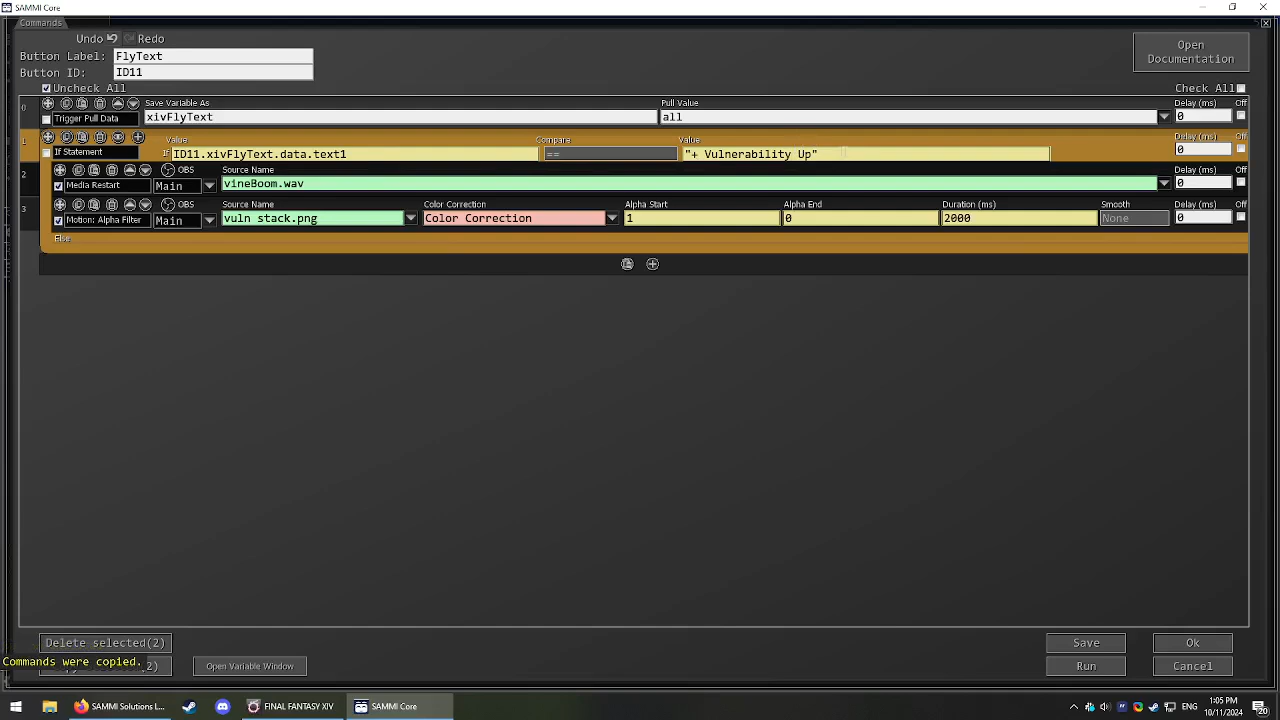 SAMMI Core
Commands
Undo Redo
Button Label: FlyText
Button ID: ID11
Uncheck All Check All
Open Documentation
0 Save Variable As Pull Value Delay (ms) Off
Trigger Pull Data xivFlyText all 0
1 Value Compare Value Delay (ms) Off
If Statement If ID11.xivFlyText.data.text1 == "+ Vulnerability Up" 0
2 OBS Source Name Delay (ms) Off
Media Restart Main vineBoom.wav 0
3 OBS Source Name Color Correction Alpha Start Alpha End Duration (ms) Smooth Delay (ms) Off
Motion: Alpha Filter Main vuln stack.png Color Correction 1 0 2000 None 0
Else
Delete selected(2) Save Ok
Commands were copied.
Open Variable Window Run Cancel
SAMMI Solutions L... FINAL FANTASY XIV SAMMI Core ENG 1:05 PM
10/11/2024 20